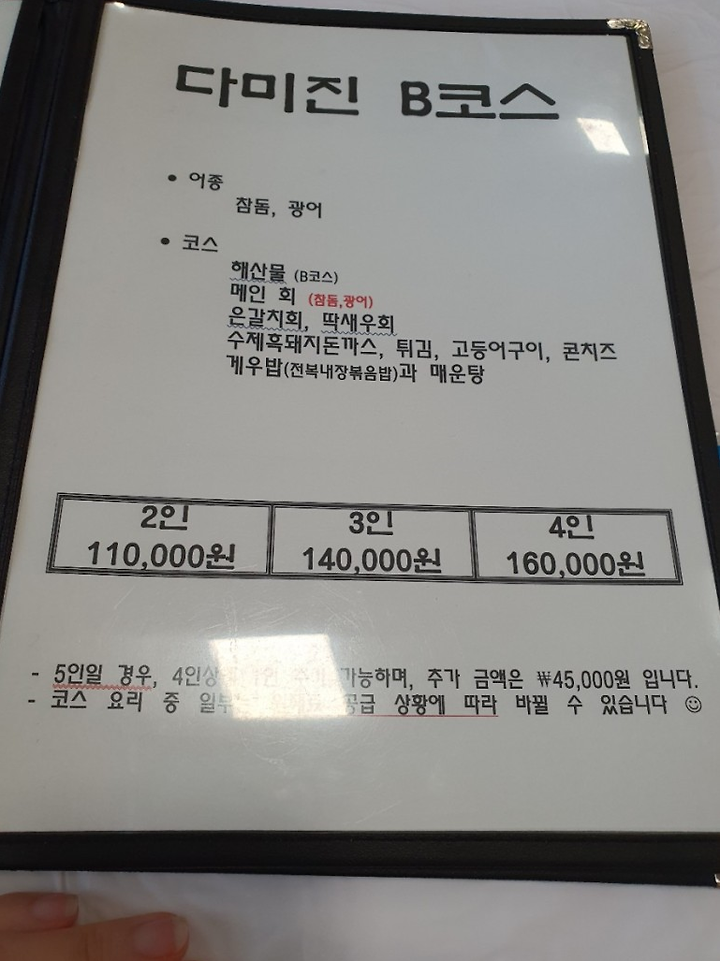 다미진 B코스
• 어종
참돔, 광어
• 코스
해산물 (B코스)
메인 회 (참돔,광어)
은갈치회, 딱새우회
수제흑돼지돈까스, 튀김, 고등어구이, 콘치즈
게우밥(전복내장볶음밥)과 매운탕
2인 3인 4인
110,000원 140,000원 160,000원
- 5인일 경우, 4인상 가능하며, 추가 금액은 ₩45,000원 입니다.
- 코스 요리 중 공급 상황에 따라 바뀔 수 있습니다 ☺